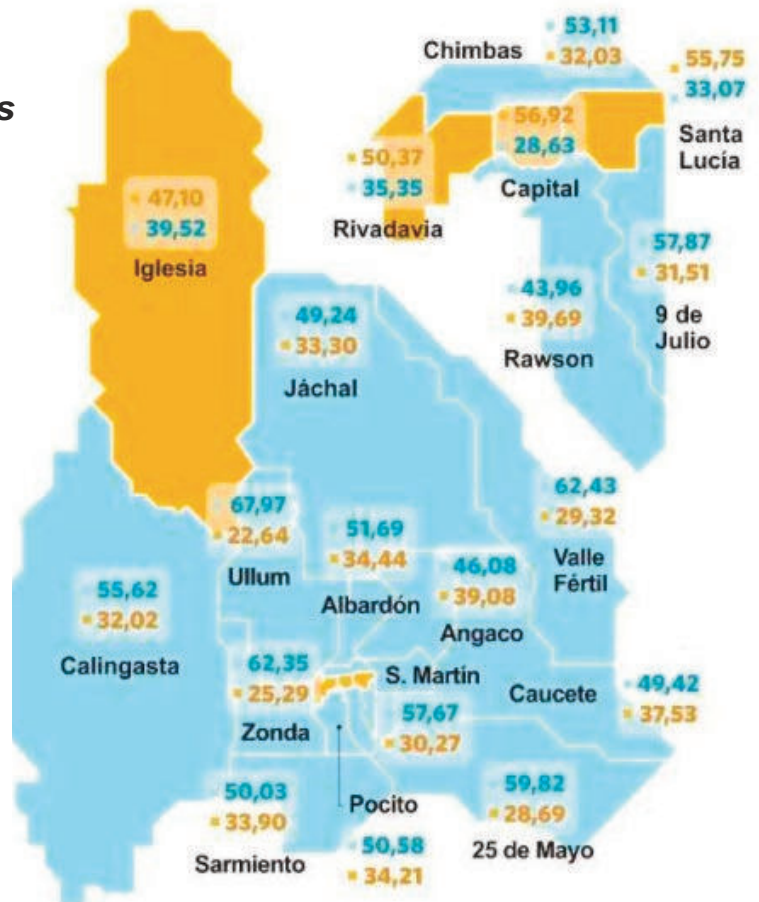 s
53,11
Chimbas
32,03
55,75
33,07
Santa
Lucía
56,92
28,63
Capital
50,37
35,35
Rivadavia
47,10
39,52
Iglesia
57,87
31,51
9 de
Julio
43,96
39,69
Rawson
49,24
33,30
Jáchal
62,43
29,32
Valle
Fértil
67,97
22,64
Ullum
51,69
34,44
Albardón
46,08
39,08
Angaco
55,62
32,02
Calingasta
62,35
25,29
Zonda
S. Martín
57,67
30,27
Caucete
49,42
37,53
Pocito
50,58
34,21
50,03
33,90
Sarmiento
59,82
28,69
25 de Mayo